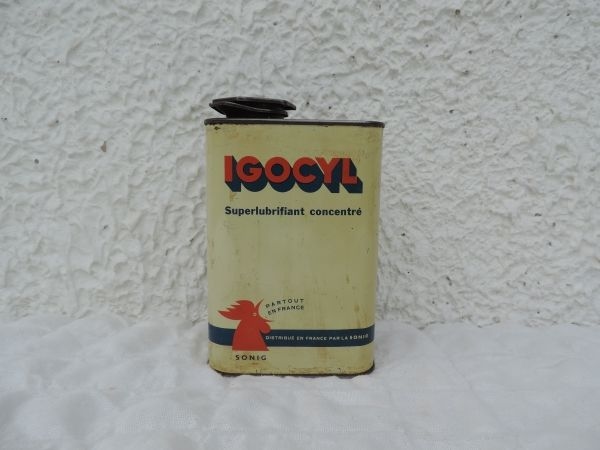 IGOCYL
Superlubrifiant concentré
PARTOUT
EN FRANCE
DISTRIBUÉ EN FRANCE PAR LA SONIG
SONIG